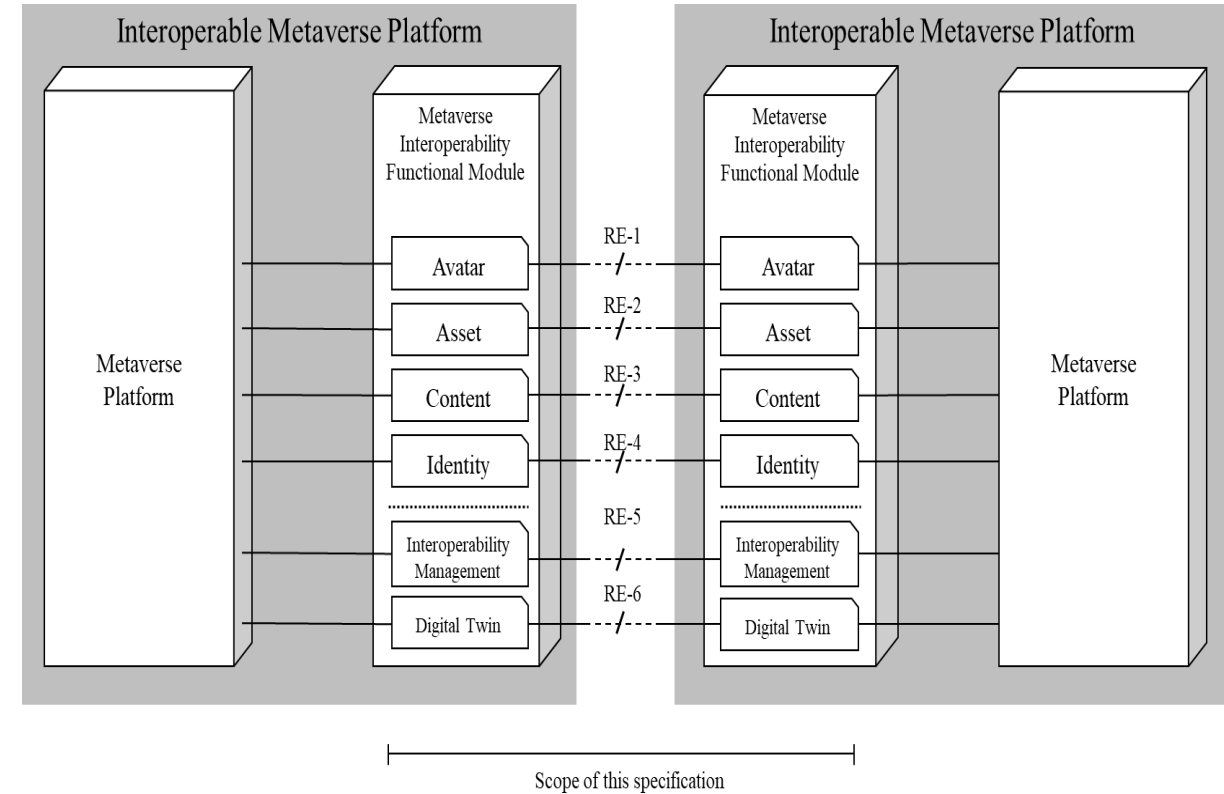 Interoperable Metaverse Platform
Interoperable Metaverse Platform
Metaverse
Interoperability
Functional Module
Metaverse
Interoperability
Functional Module
RE-1
Avatar
Avatar
RE-2
Asset
Asset
Metaverse
Platform
Metaverse
Platform
RE-3
Content
Content
RE-4
Identity
Identity
RE-5
Interoperability
Management
Interoperability
Management
RE-6
Digital Twin
Digital Twin
Scope of this specification